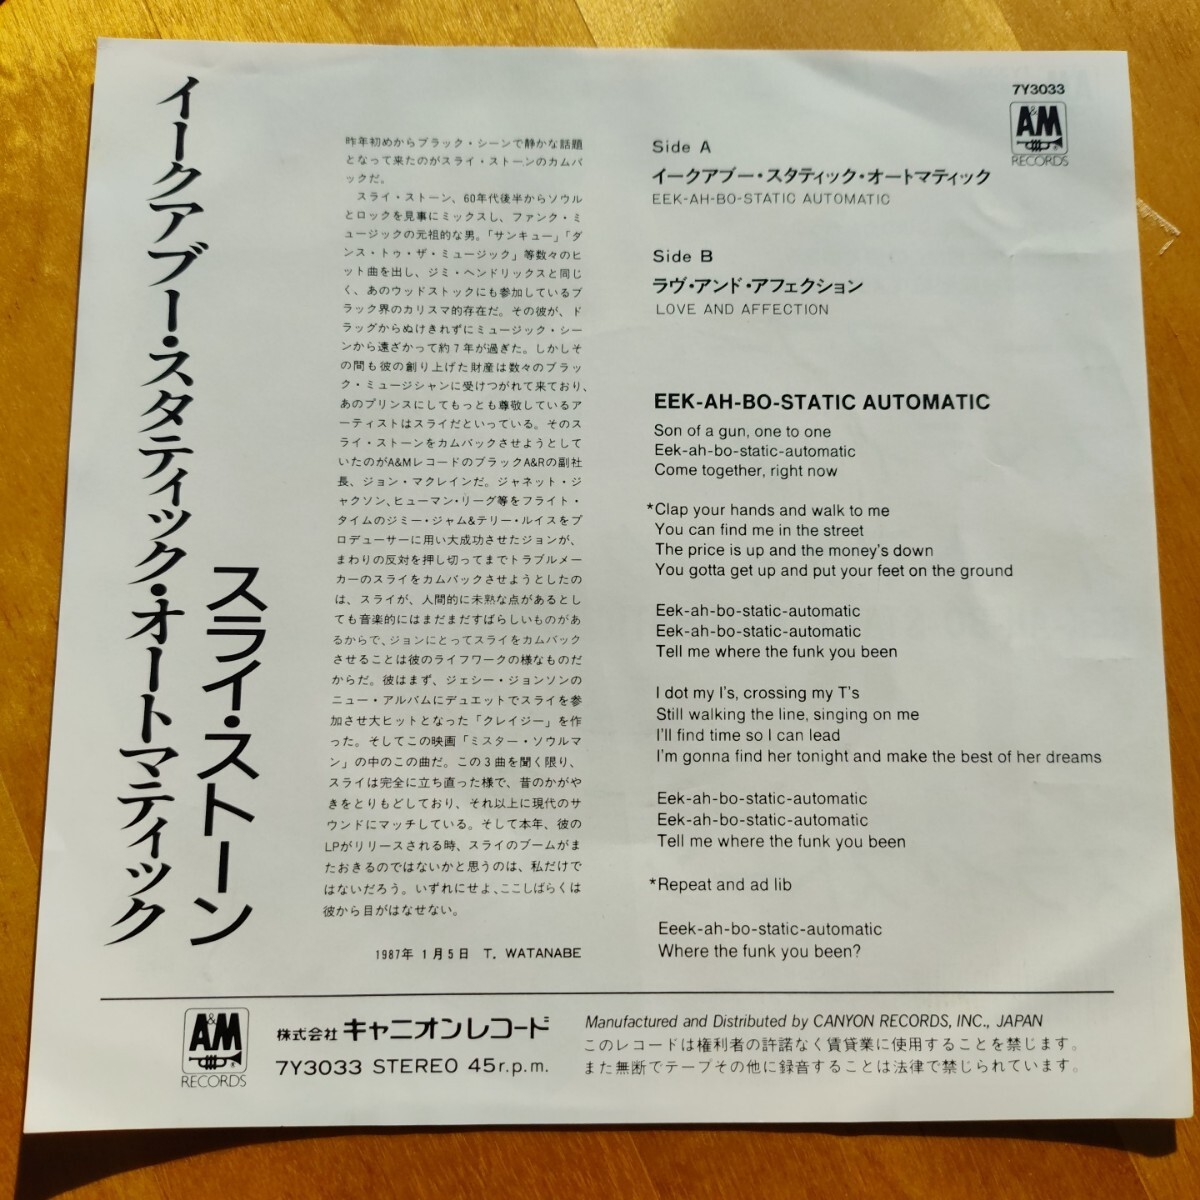 イークアブー・スタティック・オートマティック
スライ・ストーン
昨年初めからブラック・シーンで静かな話題
となって来たのがスライ・ストーンのカムバ
ックだ。
スライ・ストーン、60年代後半からソウル
とロックを見事にミックスし、ファンク・ミ
ュージックの元祖的な男。「サンキュー」「ダ
ンス・トゥ・ザ・ミュージック」等数々のヒ
ット曲を出し、ジミ・ヘンドリックスと同じ
く、あのウッドストックにも参加しているブ
ラック界のカリスマ的存在だ。その彼が、ド
ラッグからぬけきれずにミュージック・シー
ンから遠ざかって約7年が過ぎた。しかしそ
の間も彼の創り上げた財産は数々のブラッ
ク・ミュージシャンに受けつがれて来ており、
あのプリンスにしてもっとも尊敬しているアー
ティストはスライだといっている。そのス
ライ・ストーンをカムバックさせようとして
いたのがA&MレコードのブラックA&Rの副社
長、ジョン・マクレインだ。ジャネット・ジ
ャクソン、ヒューマン・リーグ等をフライト・
タイムのジミー・ジャム&テリー・ルイスをプ
ロデューサーに用い大成功させたジョンが、
まわりの反対を押し切ってまでトラブルメー
カーのスライをカムバックさせようとしたの
は、スライが、人間的に未熟な点があるとし
ても音楽的にはまだまだすばらしいものがあ
るからで、ジョンにとってスライをカムバック
させることは彼のライフワークの様なものだ
からだ。彼はまず、ジェシー・ジョンソンの
ニュー・アルバムにデュエットでスライを参
加させ大ヒットとなった「クレイジー」を作
った。そしてこの映画「ミスター・ソウルマ
ン」の中のこの曲だ。この3曲を聞く限り、
スライは完全に立ち直った様で、昔のかがや
きをとりもどしており、それ以上に現代のサ
ウンドにマッチしている。そして本年、彼の
LPがリリースされる時、スライのブームがま
たおきるのではないかと思うのは、私だけで
はないだろう。いずれにせよ、ここしばらくは
彼から目がはなせない。
1987年1月5日 T. WATANABE
7Y3033
A&M
RECORDS
Side A
イークアブー・スタティック・オートマティック
EEK-AH-BO-STATIC AUTOMATIC
Side B
ラヴ・アンド・アフェクション
LOVE AND AFFECTION
EEK-AH-BO-STATIC AUTOMATIC
Son of a gun, one to one
Eek-ah-bo-static-automatic
Come together, right now
*Clap your hands and walk to me
You can find me in the street
The price is up and the money's down
You gotta get up and put your feet on the ground
Eek-ah-bo-static-automatic
Eek-ah-bo-static-automatic
Tell me where the funk you been
I dot my I's, crossing my T's
Still walking the line, singing on me
I'll find time so I can lead
I'm gonna find her tonight and make the best of her dreams
Eek-ah-bo-static-automatic
Eek-ah-bo-static-automatic
Tell me where the funk you been
*Repeat and ad lib
Eeek-ah-bo-static-automatic
Where the funk you been?
A&M
RECORDS
株式会社 キャニオンレコード
7Y3033 STEREO 45r.p.m.
Manufactured and Distributed by CANYON RECORDS, INC., JAPAN
このレコードは権利者の許諾なく賃貸業に使用することを禁じます。
また無断でテープその他に録音することは法律で禁じられています。